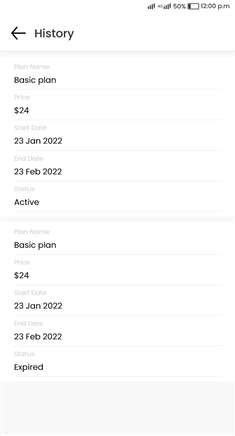 4G 50% 12:00 p.m
History
Plan Name
Basic plan
Price
$24
Start Date
23 Jan 2022
End Date
23 Feb 2022
Status
Active
Plan Name
Basic plan
Price
$24
Start Date
23 Jan 2022
End Date
23 Feb 2022
Status
Expired